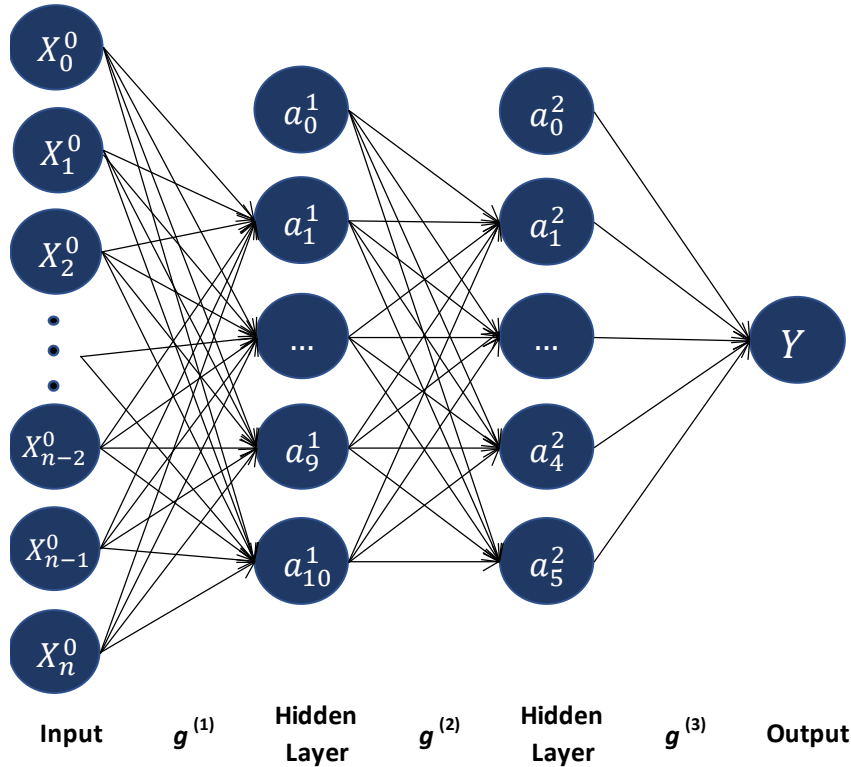 X_0^0
X_1^0
X_2^0
X_{n-2}^0
X_{n-1}^0
X_n^0
a_0^1
a_1^1
...
a_9^1
a_{10}^1
a_0^2
a_1^2
...
a_4^2
a_5^2
Y
Input
g^{(1)}
Hidden
Layer
g^{(2)}
Hidden
Layer
g^{(3)}
Output